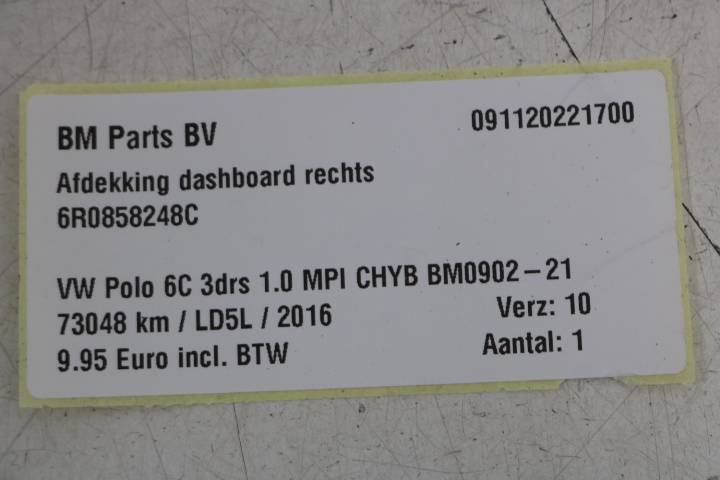 BM Parts BV 091120221700
Afdekking dashboard rechts
6R0858248C
VW Polo 6C 3drs 1.0 MPI CHYB BM0902-21
73048 km / LD5L / 2016 Verz: 10
9.95 Euro incl. BTW Aantal: 1